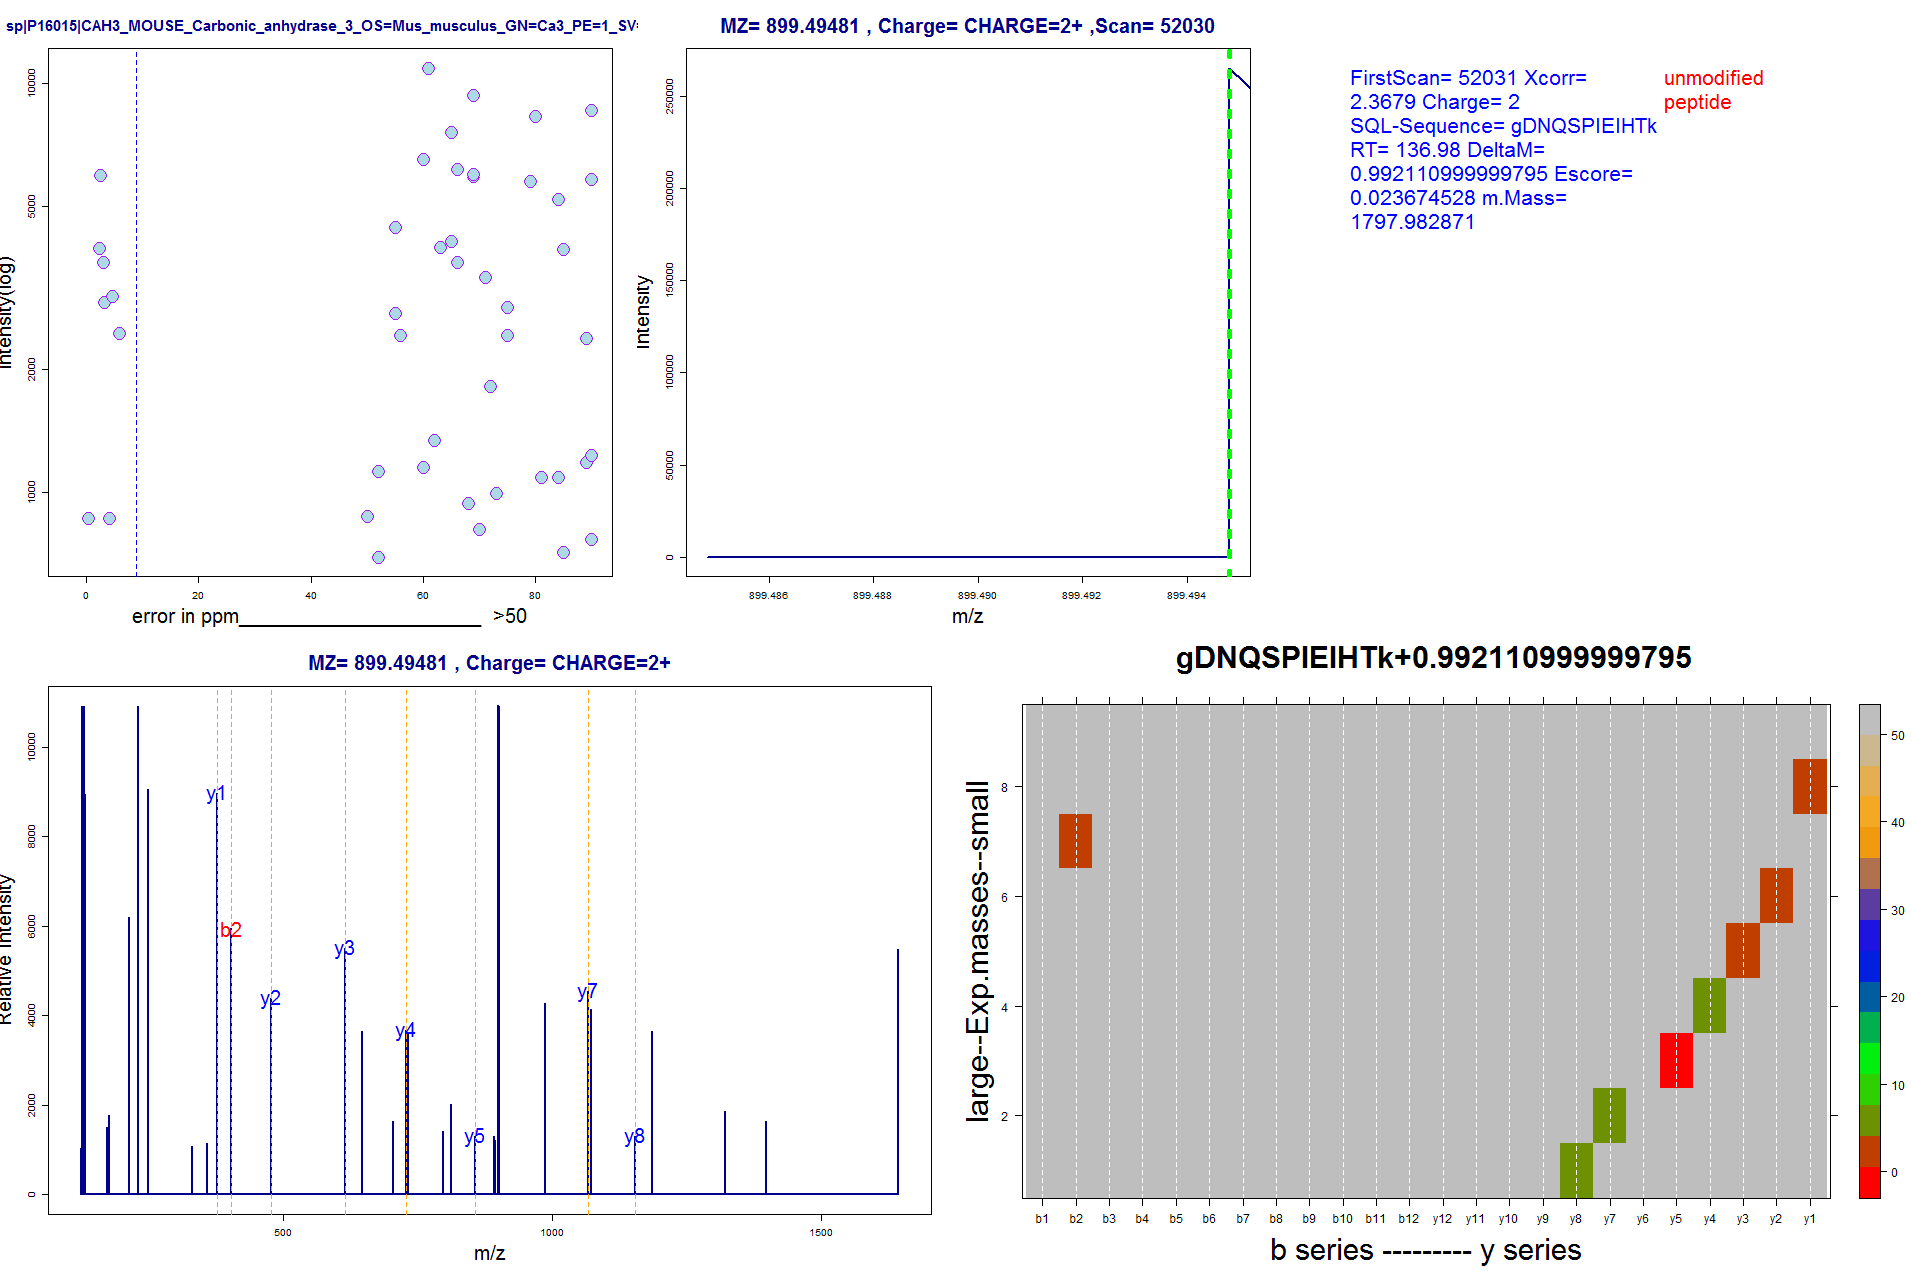 sp|P16015|CAH3_MOUSE_Carbonic_anhydrase_3_OS=Mus_musculus_GN=Ca3_PE=1_SV=
Intensity(log)
10000
5000
2000
1000
0 20 40 60 80
error in ppm______________________ >50
MZ= 899.49481 , Charge= CHARGE=2+ ,Scan= 52030
Intensity
250000
200000
150000
100000
50000
0
899.486 899.488 899.490 899.492 899.494
m/z
FirstScan= 52031 Xcorr=
2.3679 Charge= 2
SQL-Sequence= gDNQSPIEIHTk
RT= 136.98 DeltaM=
0.992110999999795 Escore=
0.023674528 m.Mass=
1797.982871
unmodified
peptide
MZ= 899.49481 , Charge= CHARGE=2+
Relative Intensity
10000
8000
6000
4000
2000
0
y1
b2
y2
y3
y4
y5
y7
y8
500 1000 1500
m/z
gDNQSPIEIHTk+0.992110999999795
large--Exp.masses--small
8
6
4
2
b1 b2 b3 b4 b5 b6 b7 b8 b9 b10 b11 b12 y12 y11 y10 y9 y8 y7 y6 y5 y4 y3 y2 y1
b series --------- y series
50
40
30
20
10
0